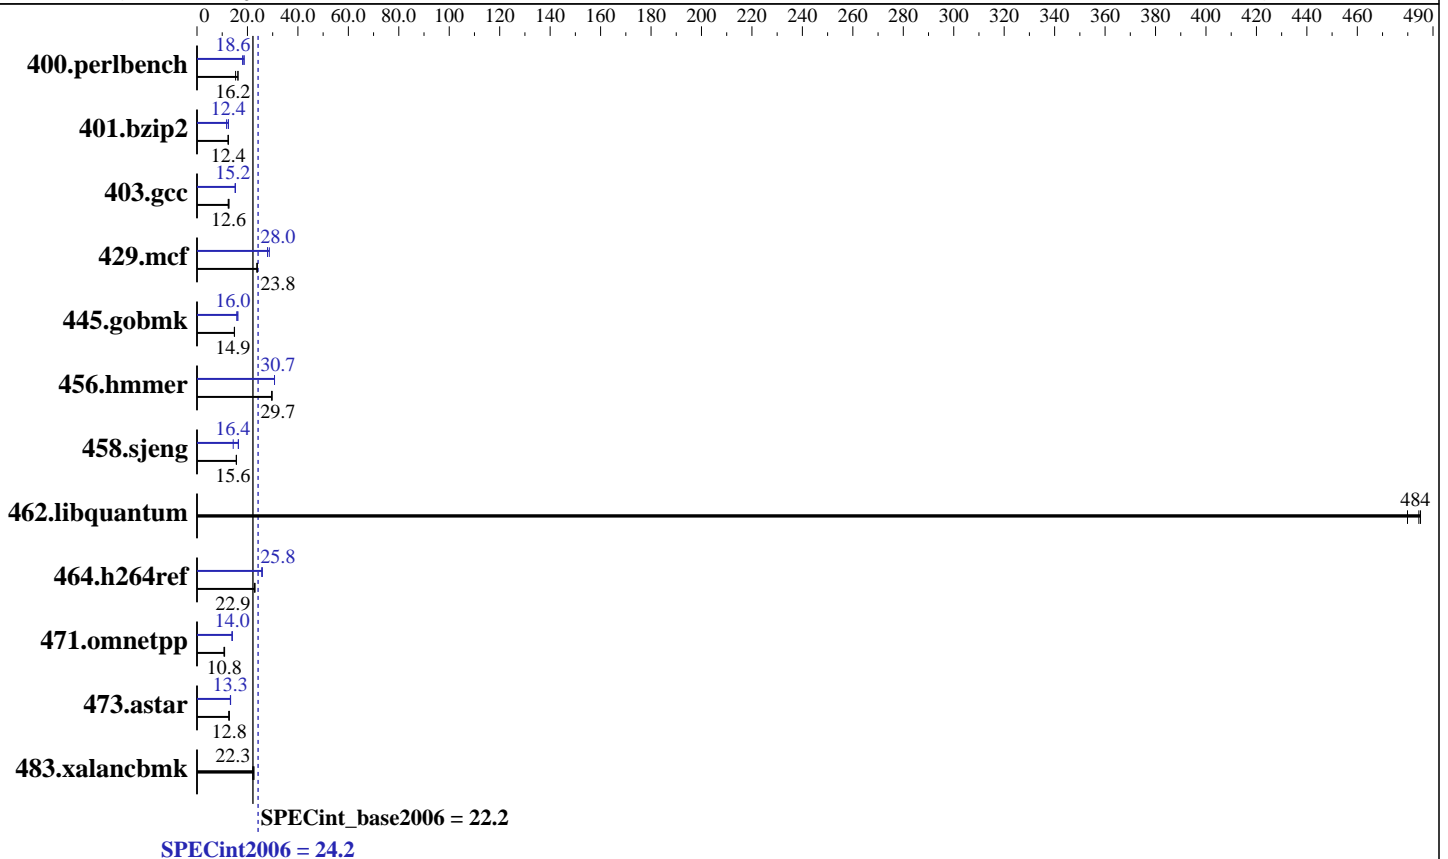 0 20.0 40.0 60.0 80.0 100 120 140 160 180 200 220 240 260 280 300 320 340 360 380 400 420 440 460 490
18.6
400.perlbench
16.2
12.4
401.bzip2
12.4
15.2
403.gcc
12.6
28.0
429.mcf
23.8
16.0
445.gobmk
14.9
30.7
456.hmmer
29.7
16.4
458.sjeng
15.6
484
462.libquantum
25.8
464.h264ref
22.9
14.0
471.omnetpp
10.8
13.3
473.astar
12.8
22.3
483.xalancbmk
SPECint_base2006 = 22.2
SPECint2006 = 24.2